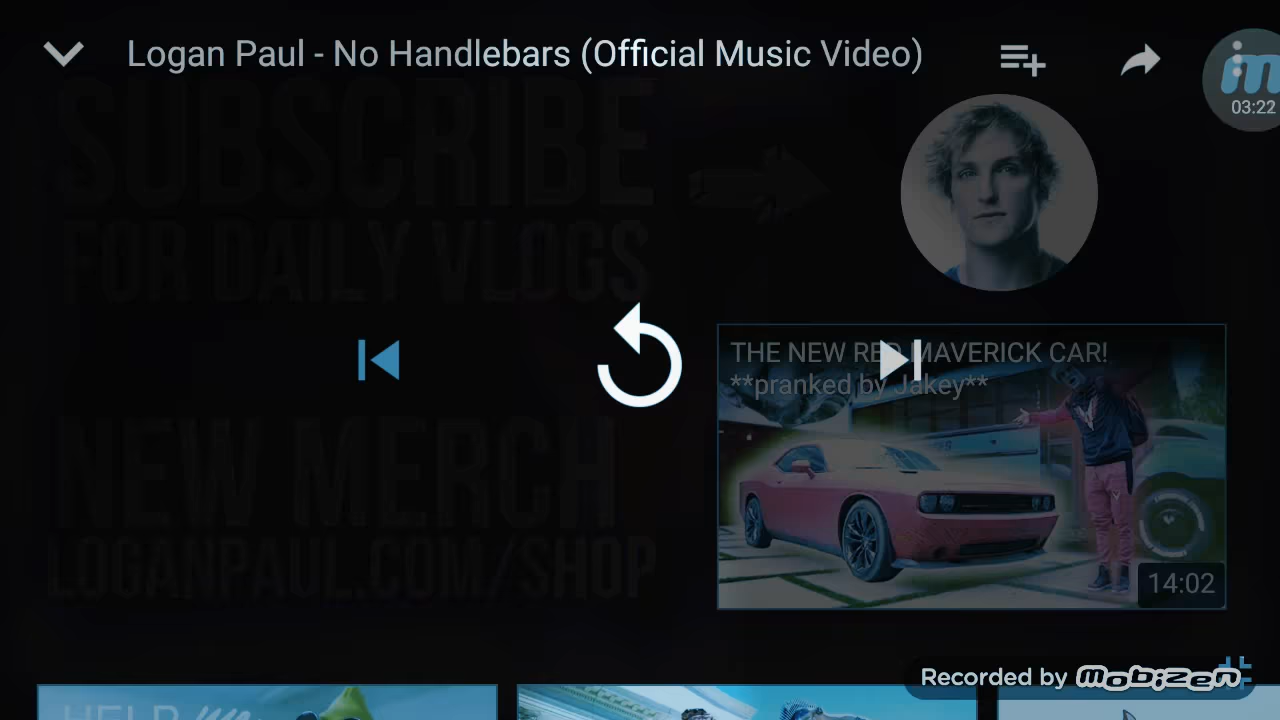 Logan Paul - No Handlebars (Official Music Video)
03:22
SUBSCRIBE
FOR DAILY VLOGS
THE NEW RED MAVERICK CAR!
**pranked by Jakey**
NEW MERCH
LOGANPAUL.COM/SHOP
14:02
Recorded by mobizen
HELP